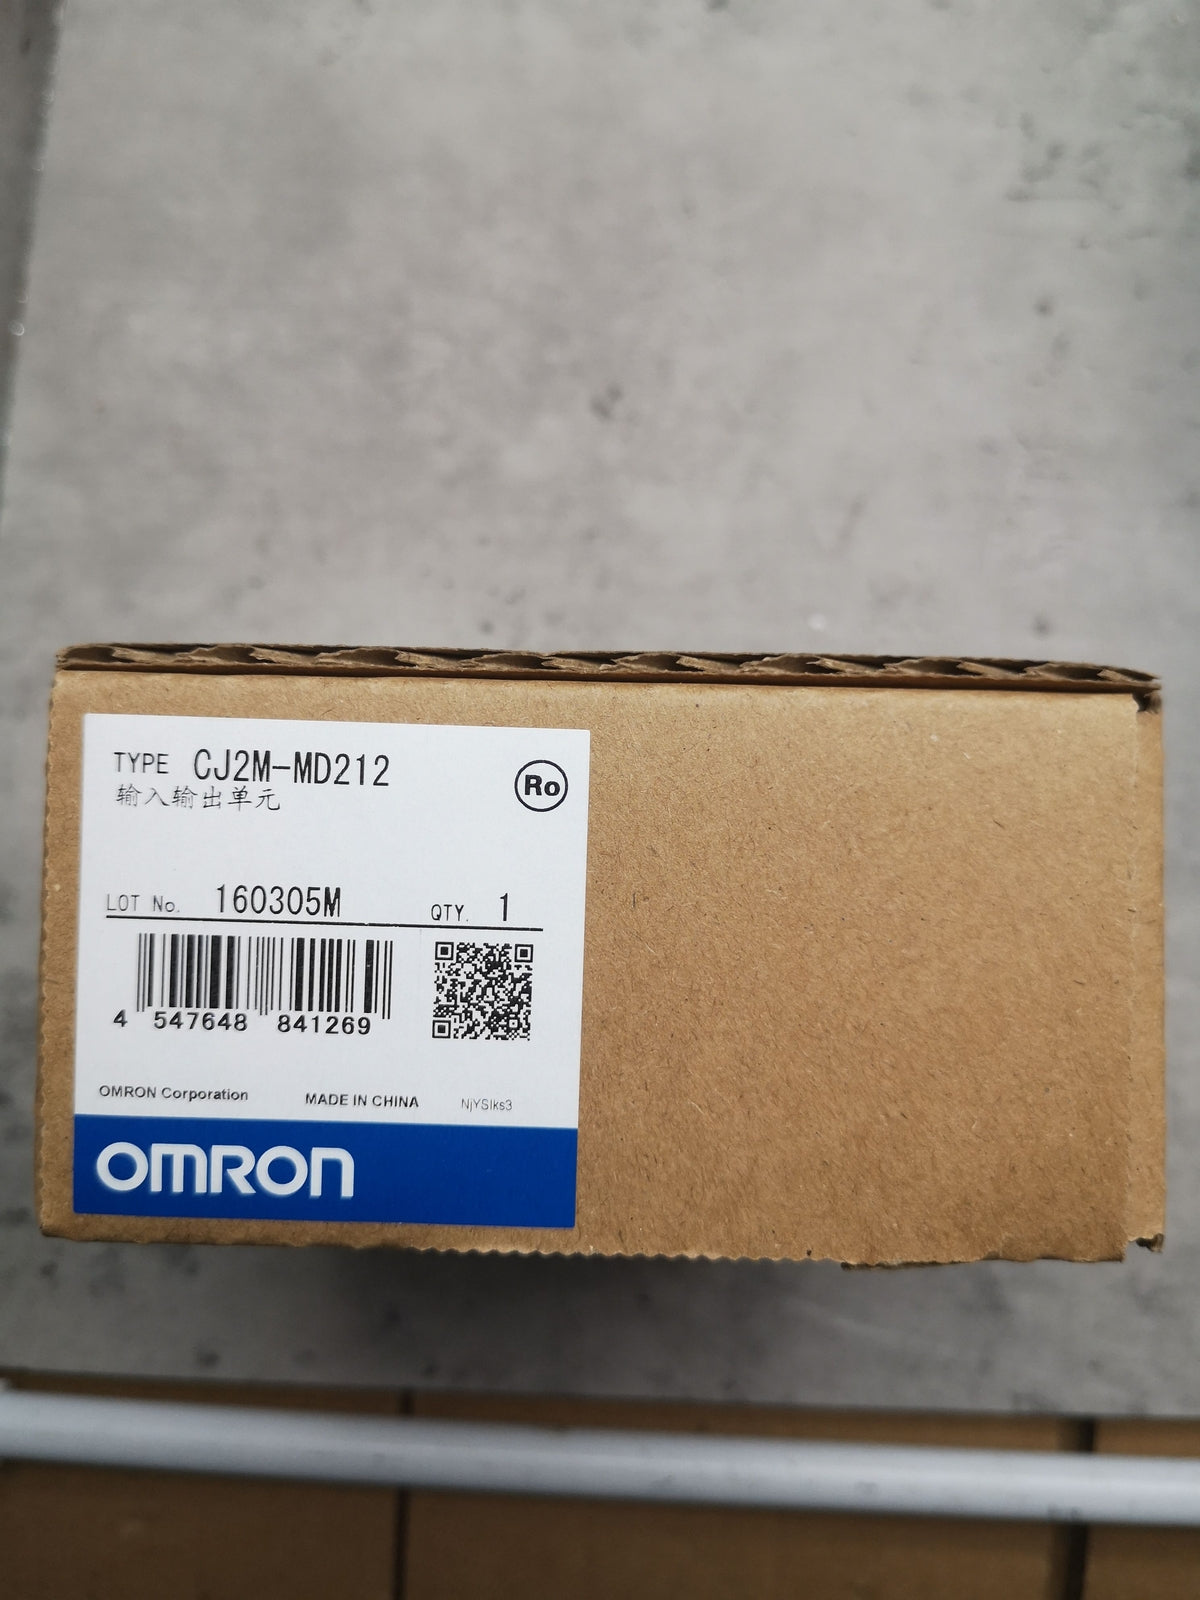 TYPE CJ2M-MD212
输入输出单元
Ro
LOT No. 160305M QTY. 1
4 547648 841269
OMRON Corporation MADE IN CHINA NjYSIks3
OMRON